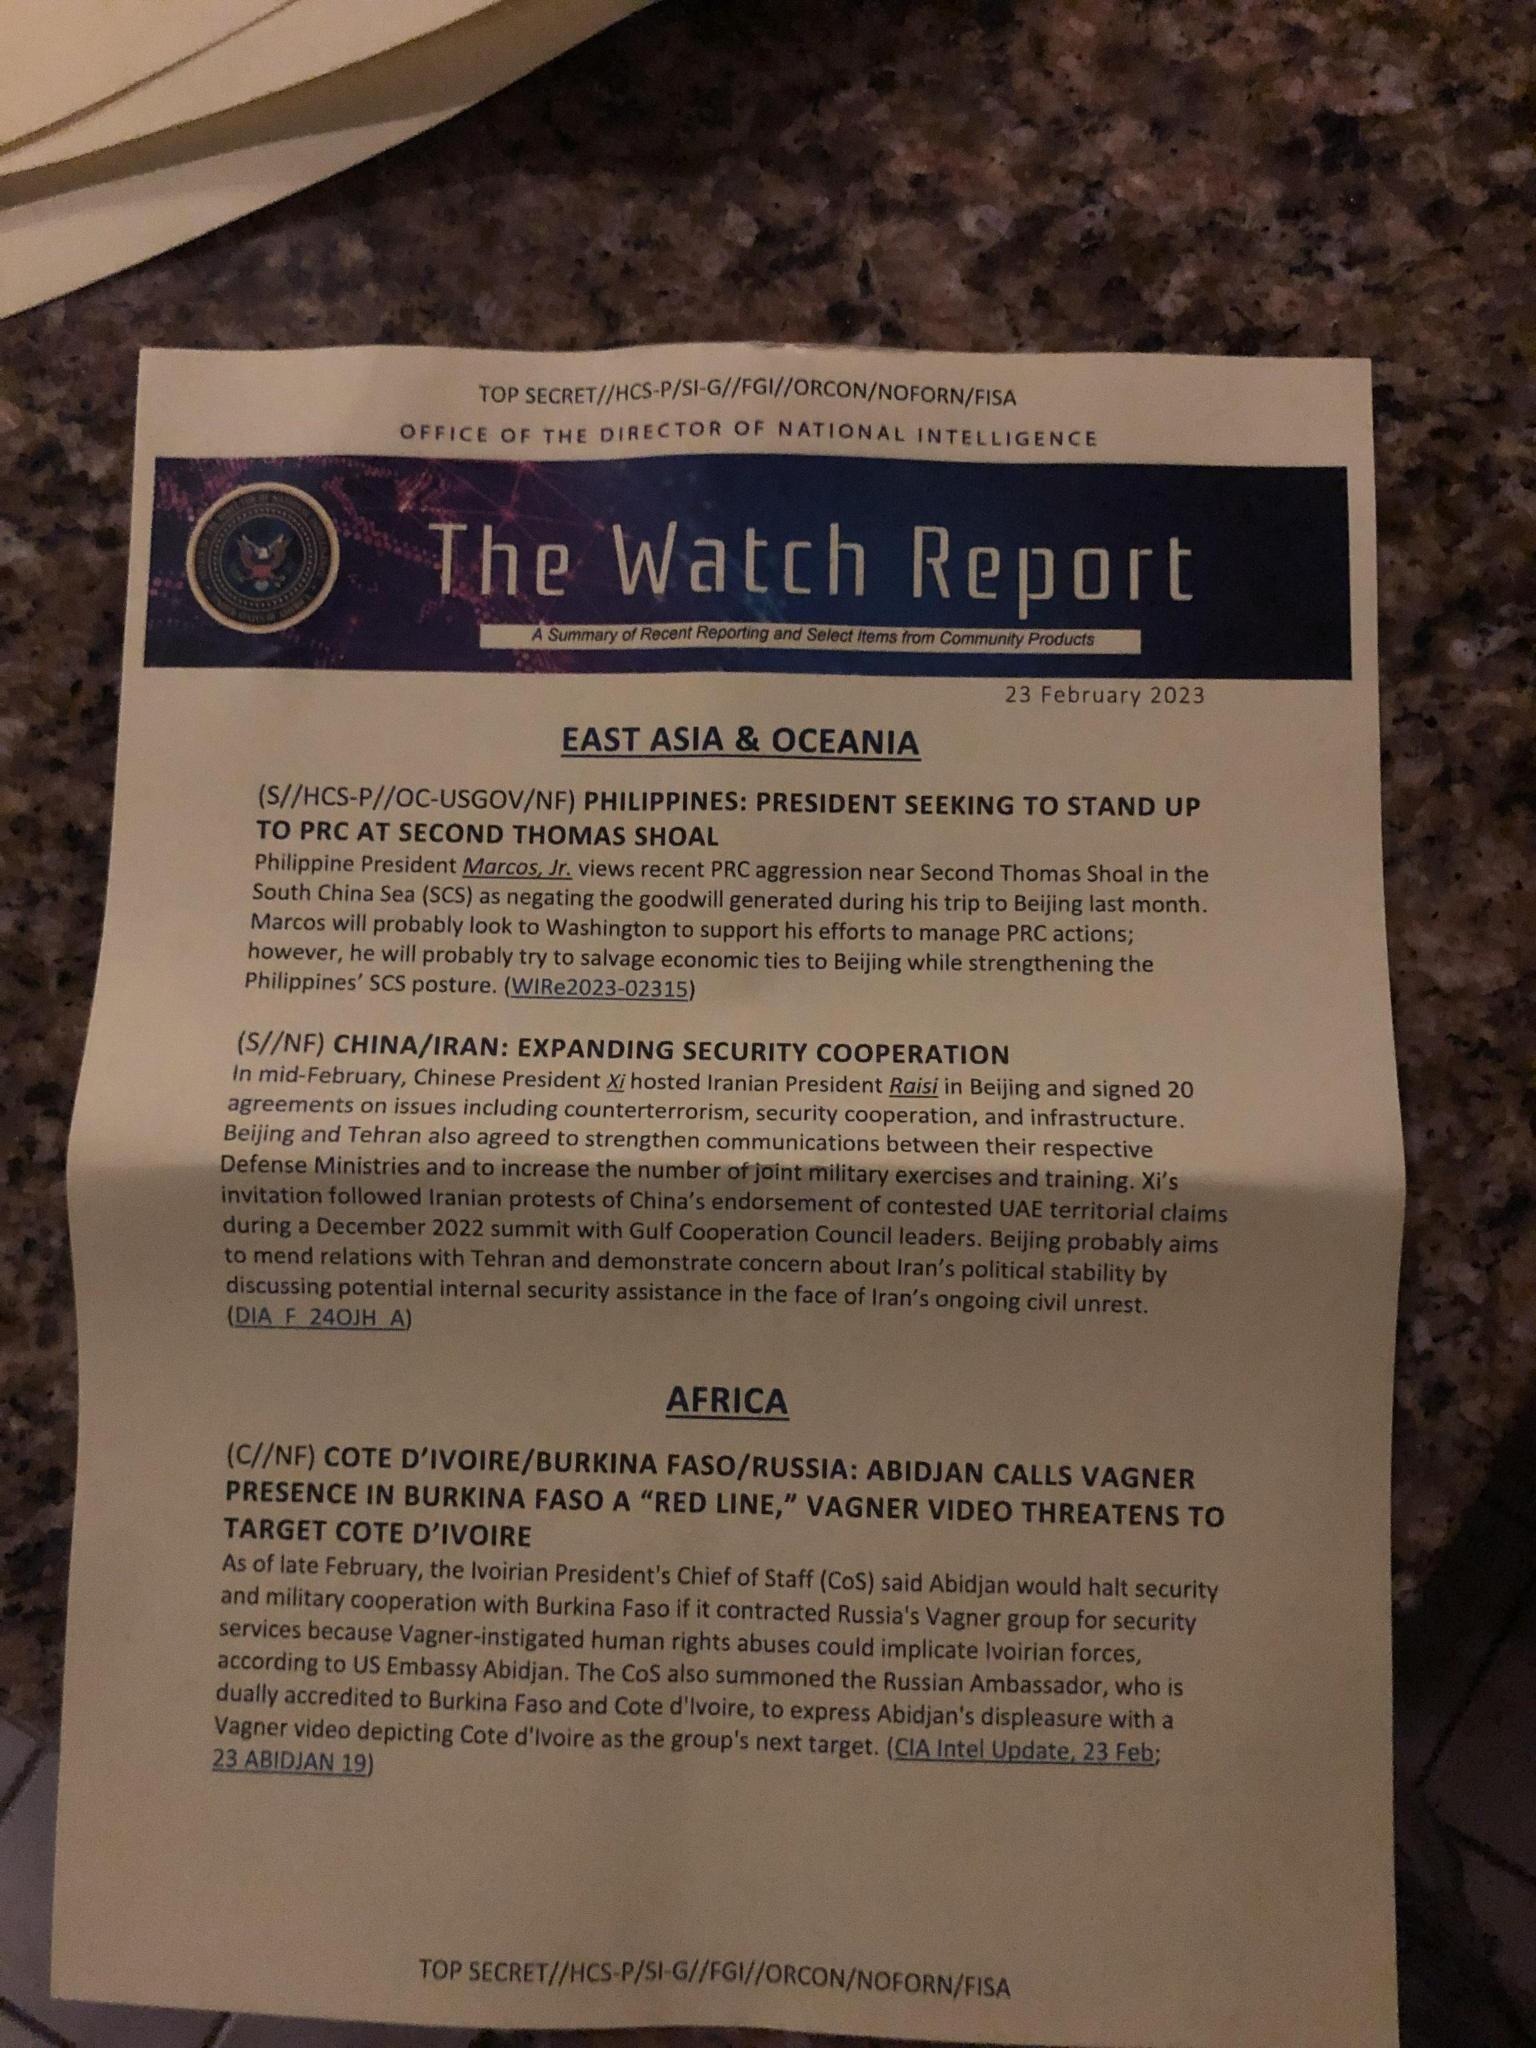 TOP SECRET//HCS-P/SI-G//FGI//ORCON/NOFORN/FISA
OFFICE OF THE DIRECTOR OF NATIONAL INTELLIGENCE
The Watch Report
A Summary of Recent Reporting and Select Items from Community Products
23 February 2023
EAST ASIA & OCEANIA
(S//HCS-P//OC-USGOV/NF) PHILIPPINES: PRESIDENT SEEKING TO STAND UP
TO PRC AT SECOND THOMAS SHOAL
Philippine President Marcos, Jr. views recent PRC aggression near Second Thomas Shoal in the
South China Sea (SCS) as negating the goodwill generated during his trip to Beijing last month.
Marcos will probably look to Washington to support his efforts to manage PRC actions;
however, he will probably try to salvage economic ties to Beijing while strengthening the
Philippines’ SCS posture. (WIRe2023-02315)
(S//NF) CHINA/IRAN: EXPANDING SECURITY COOPERATION
In mid-February, Chinese President Xi hosted Iranian President Raisi in Beijing and signed 20
agreements on issues including counterterrorism, security cooperation, and infrastructure.
Beijing and Tehran also agreed to strengthen communications between their respective
Defense Ministries and to increase the number of joint military exercises and training. Xi’s
invitation followed Iranian protests of China’s endorsement of contested UAE territorial claims
during a December 2022 summit with Gulf Cooperation Council leaders. Beijing probably aims
to mend relations with Tehran and demonstrate concern about Iran’s political stability by
discussing potential internal security assistance in the face of Iran’s ongoing civil unrest.
(DIA_F_24OJH_A)
AFRICA
(C//NF) COTE D’IVOIRE/BURKINA FASO/RUSSIA: ABIDJAN CALLS VAGNER
PRESENCE IN BURKINA FASO A “RED LINE,” VAGNER VIDEO THREATENS TO
TARGET COTE D’IVOIRE
As of late February, the Ivoirian President's Chief of Staff (CoS) said Abidjan would halt security
and military cooperation with Burkina Faso if it contracted Russia's Vagner group for security
services because Vagner-instigated human rights abuses could implicate Ivoirian forces,
according to US Embassy Abidjan. The CoS also summoned the Russian Ambassador, who is
dually accredited to Burkina Faso and Cote d'Ivoire, to express Abidjan's displeasure with a
Vagner video depicting Cote d'Ivoire as the group's next target. (CIA Intel Update, 23 Feb;
23 ABIDJAN 19)
TOP SECRET//HCS-P/SI-G//FGI//ORCON/NOFORN/FISA